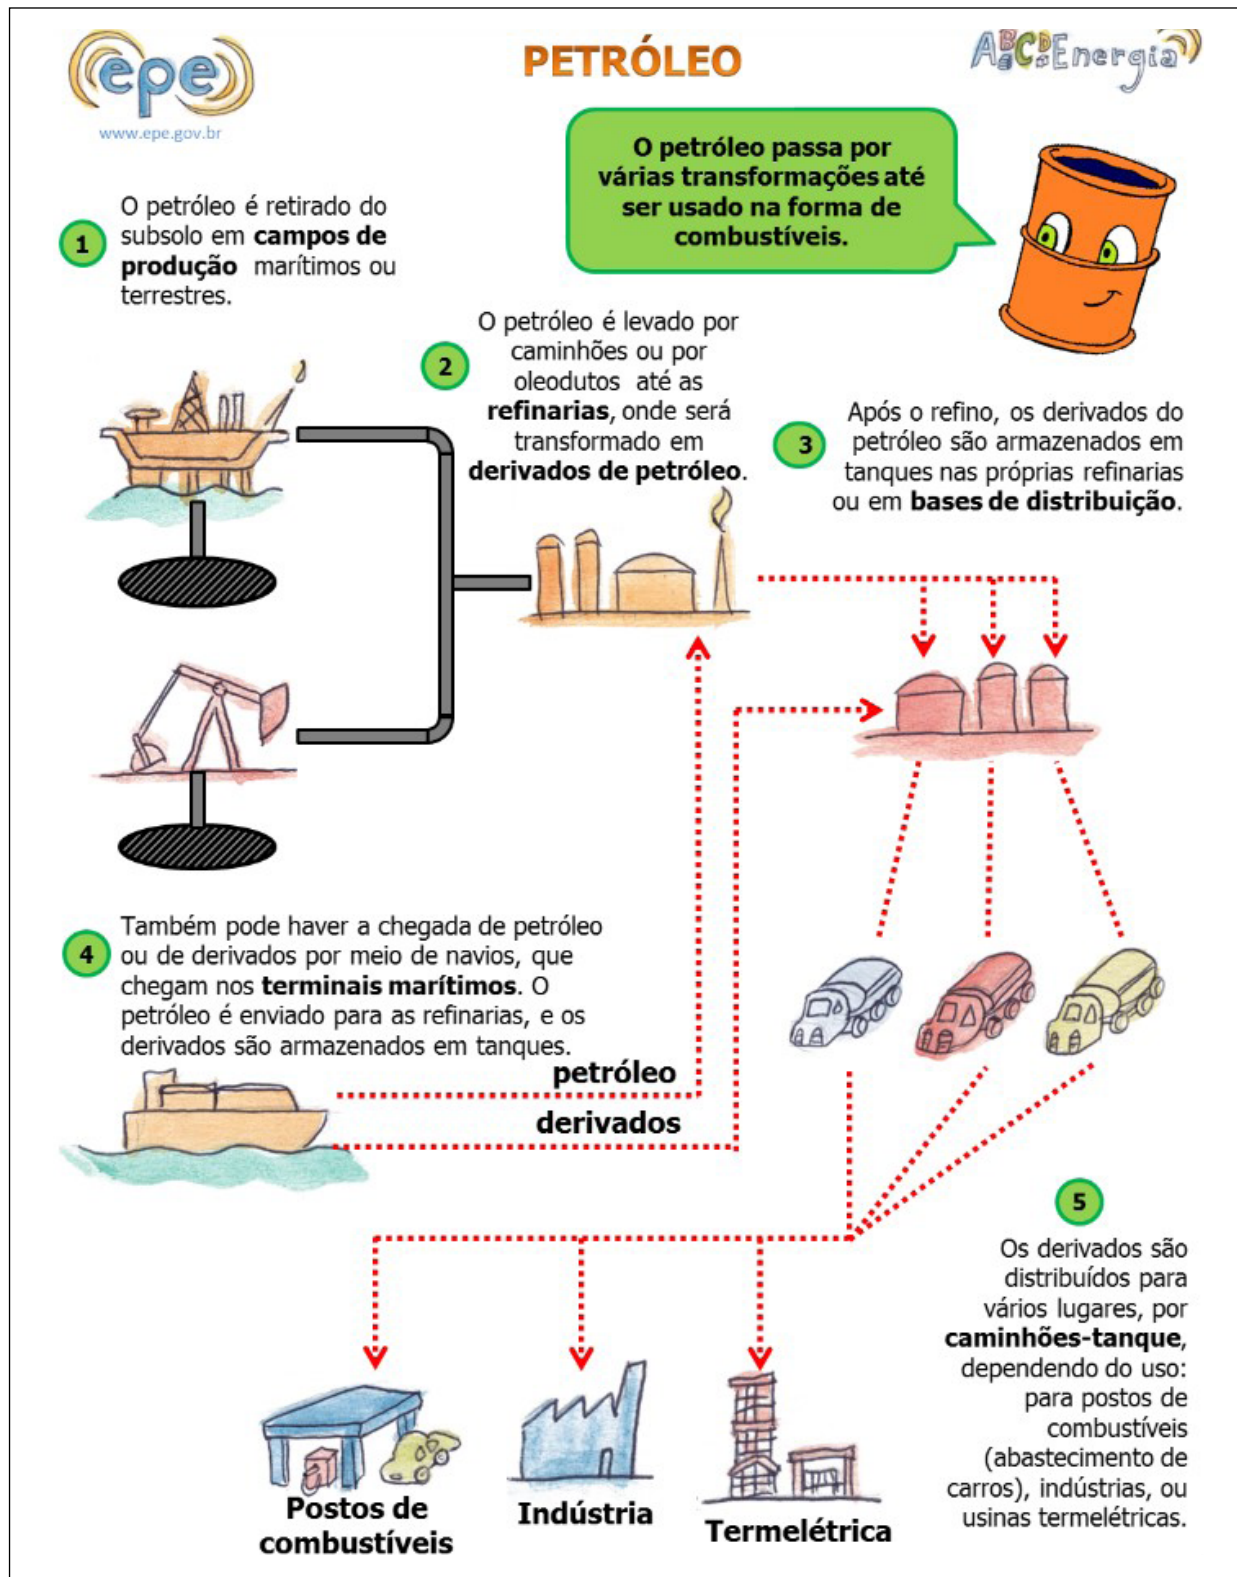 epe
www.epe.gov.br
PETRÓLEO
ABCDEnergia
O petróleo passa por
várias transformações até
ser usado na forma de
combustíveis.
1
O petróleo é retirado do
subsolo em campos de
produção marítimos ou
terrestres.
2
O petróleo é levado por
caminhões ou por
oleodutos até as
refinarias, onde será
transformado em
derivados de petróleo.
3
Após o refino, os derivados do
petróleo são armazenados em
tanques nas próprias refinarias
ou em bases de distribuição.
4
Também pode haver a chegada de petróleo
ou de derivados por meio de navios, que
chegam nos terminais marítimos. O
petróleo é enviado para as refinarias, e os
derivados são armazenados em tanques.
petróleo
derivados
5
Os derivados são
distribuídos para
vários lugares, por
caminhões-tanque,
dependendo do uso:
para postos de
combustíveis
(abastecimento de
carros), indústrias, ou
usinas termelétricas.
Postos de
combustíveis
Indústria
Termelétrica